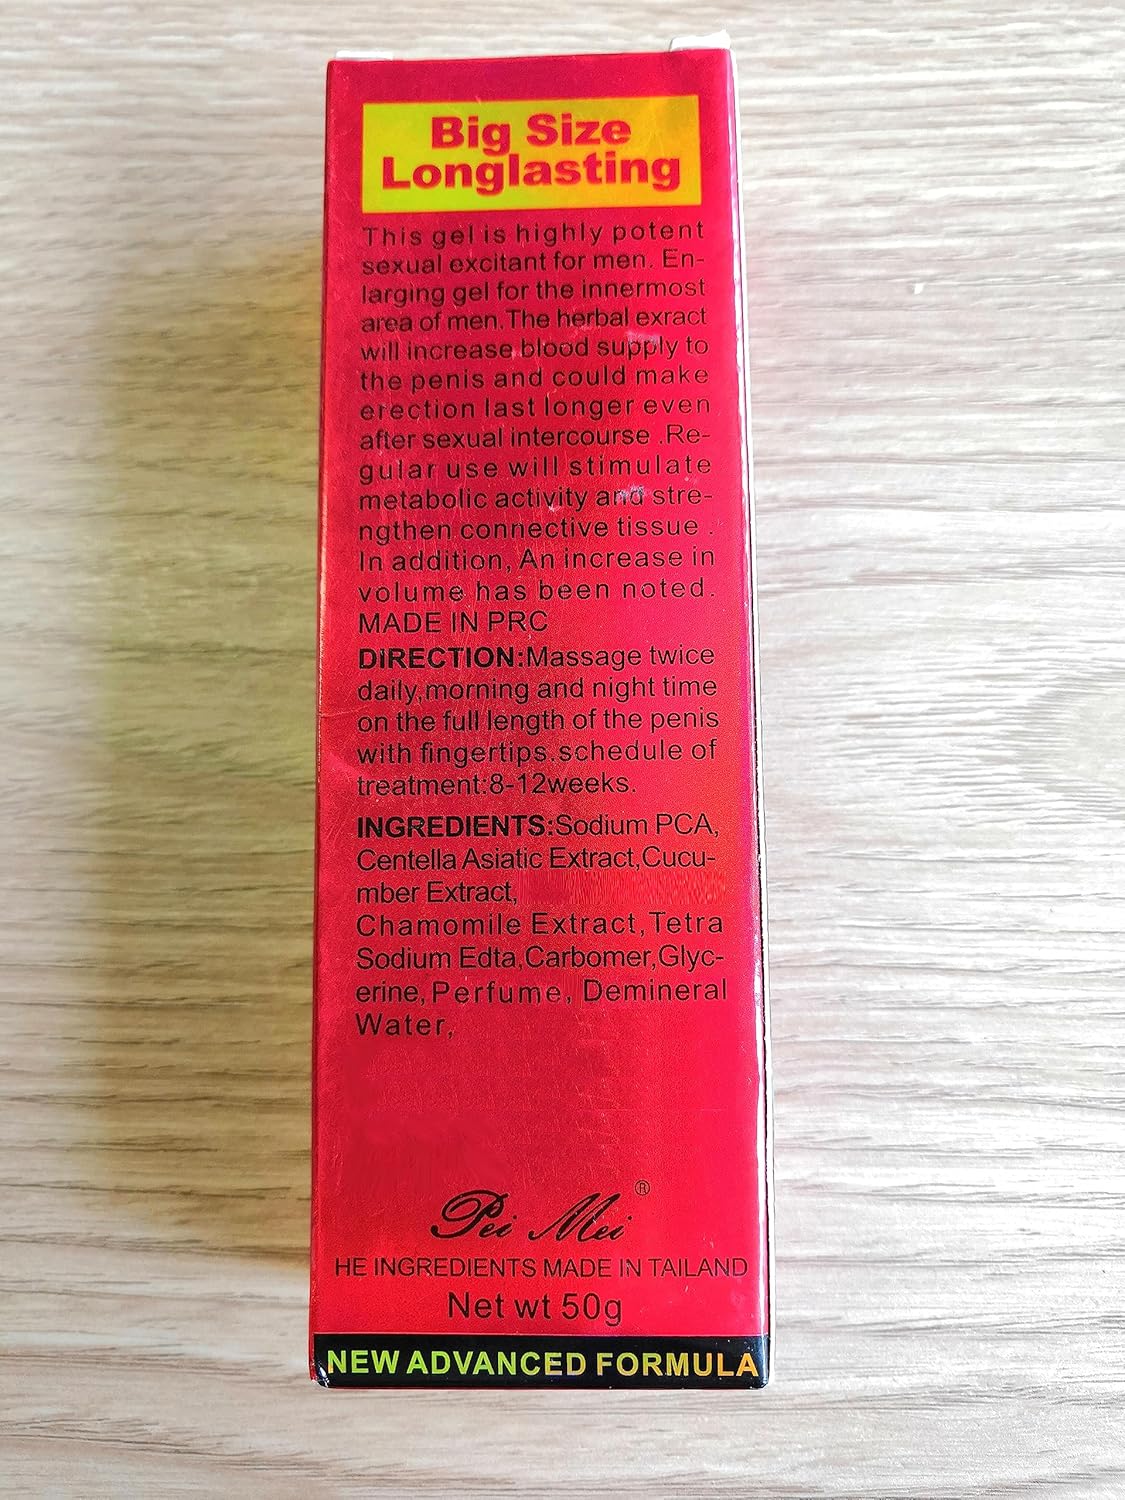 Big Size
Longlasting
This gel is highly potent
sexual excitant for men. En-
larging gel for the innermost
area of men.The herbal exract
will increase blood supply to
the penis and could make
erection last longer even
after sexual intercourse .Re-
gular use will stimulate
metabolic activity and stre-
ngthen connective tissue .
In addition, An increase in
volume has been noted.
MADE IN PRC
DIRECTION:Massage twice
daily,morning and night time
on the full length of the penis
with fingertips.schedule of
treatment:8-12weeks.
INGREDIENTS:Sodium PCA,
Centella Asiatic Extract,Cucu-
mber Extract,
Chamomile Extract,Tetra
Sodium Edta,Carbomer,Glyc-
erine, Perfume, Demineral
Water,
Pei Mei ®
HE INGREDIENTS MADE IN TAILAND
Net wt 50g
NEW ADVANCED FORMULA